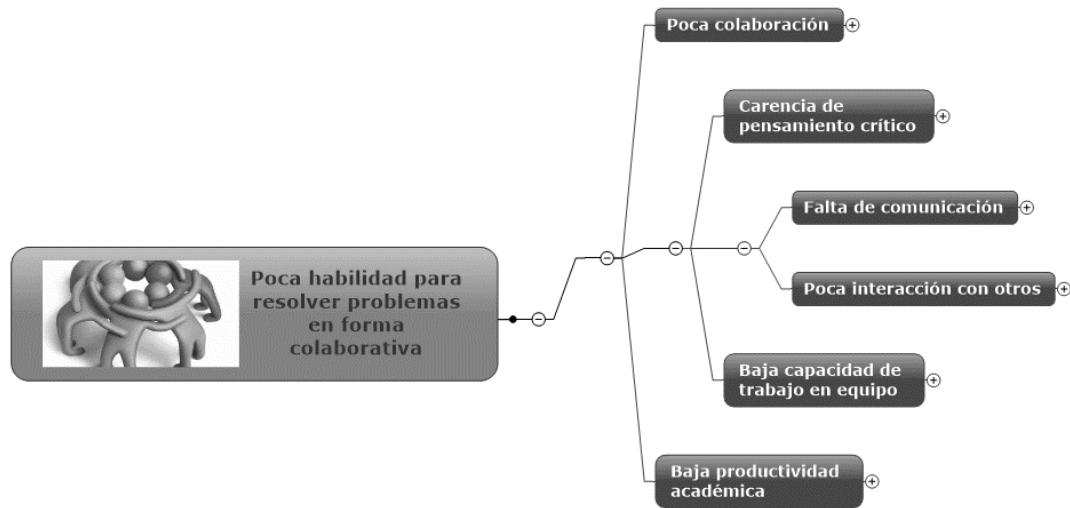 Poca colaboración
Carencia de
pensamiento crítico
Falta de comunicación
Poca habilidad para
resolver problemas
en forma
colaborativa
Poca interacción con otros
Baja capacidad de
trabajo en equipo
Baja productividad
académica